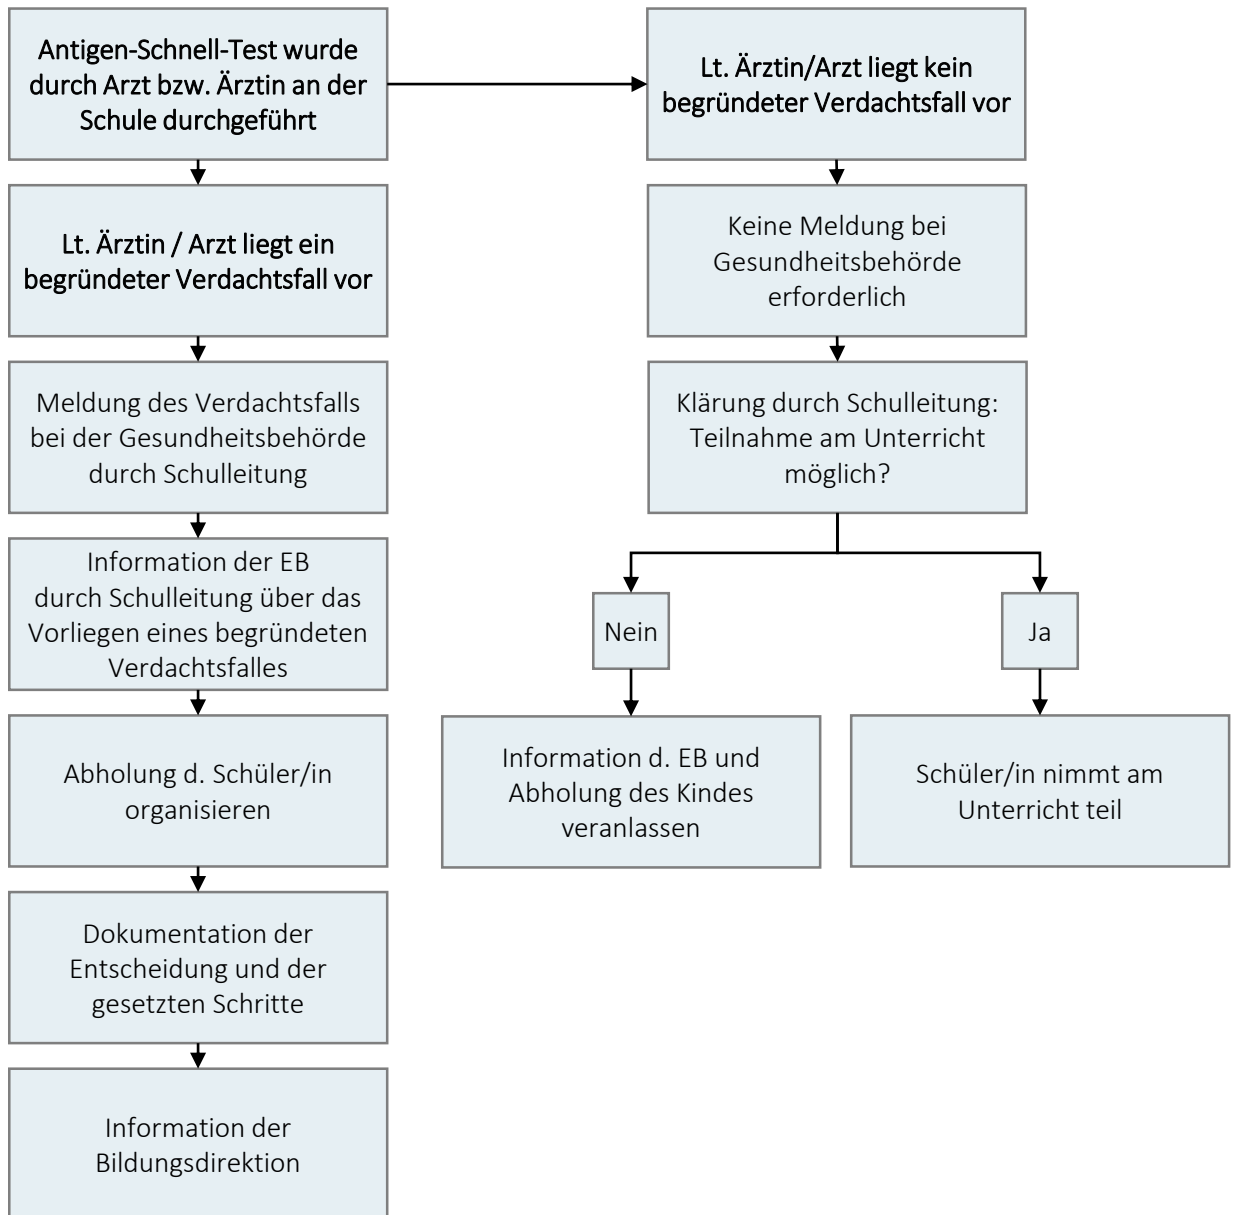 Antigen-Schnell-Test wurde
durch Arzt bzw. Ärztin an der
Schule durchgeführt
Lt. Ärztin/Arzt liegt kein
begründeter Verdachtsfall vor
Lt. Ärztin / Arzt liegt ein
begründeter Verdachtsfall vor
Keine Meldung bei
Gesundheitsbehörde
erforderlich
Meldung des Verdachtsfalls
bei der Gesundheitsbehörde
durch Schulleitung
Klärung durch Schulleitung:
Teilnahme am Unterricht
möglich?
Information der EB
durch Schulleitung über das
Vorliegen eines begründeten
Verdachtsfalles
Nein
Ja
Abholung d. Schüler/in
organisieren
Information d. EB und
Abholung des Kindes
veranlassen
Schüler/in nimmt am
Unterricht teil
Dokumentation der
Entscheidung und der
gesetzten Schritte
Information der
Bildungsdirektion